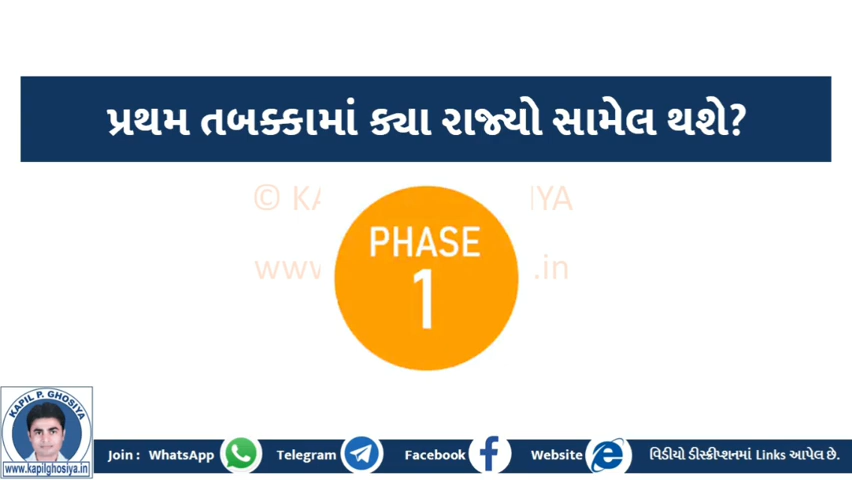 પ્રથમ તબક્કામાં ક્યા રાજ્યો સામેલ થશે?
© KA IYA
PHASE
1
www. .in
KAPIL P. GHOSIYA
www.kapilghosiya.in
Join : WhatsApp Telegram Facebook Website વિડીયો ડીસ્ક્રીપ્શનમાં Links આપેલ છે.